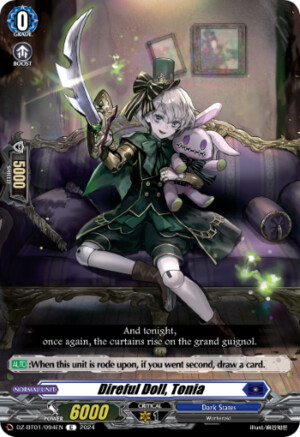 0
GRADE
BOOST
5000
SHIELD
And tonight,
once again, the curtains rise on the grand guignol.
AUTO:When this unit is rode upon, if you went second, draw a card.
NORMAL UNIT
Direful Doll, Tonia
POWER 6000
CRITICAL
1
Dark States
Workeroid
DZ-BT01/094EN C 2024